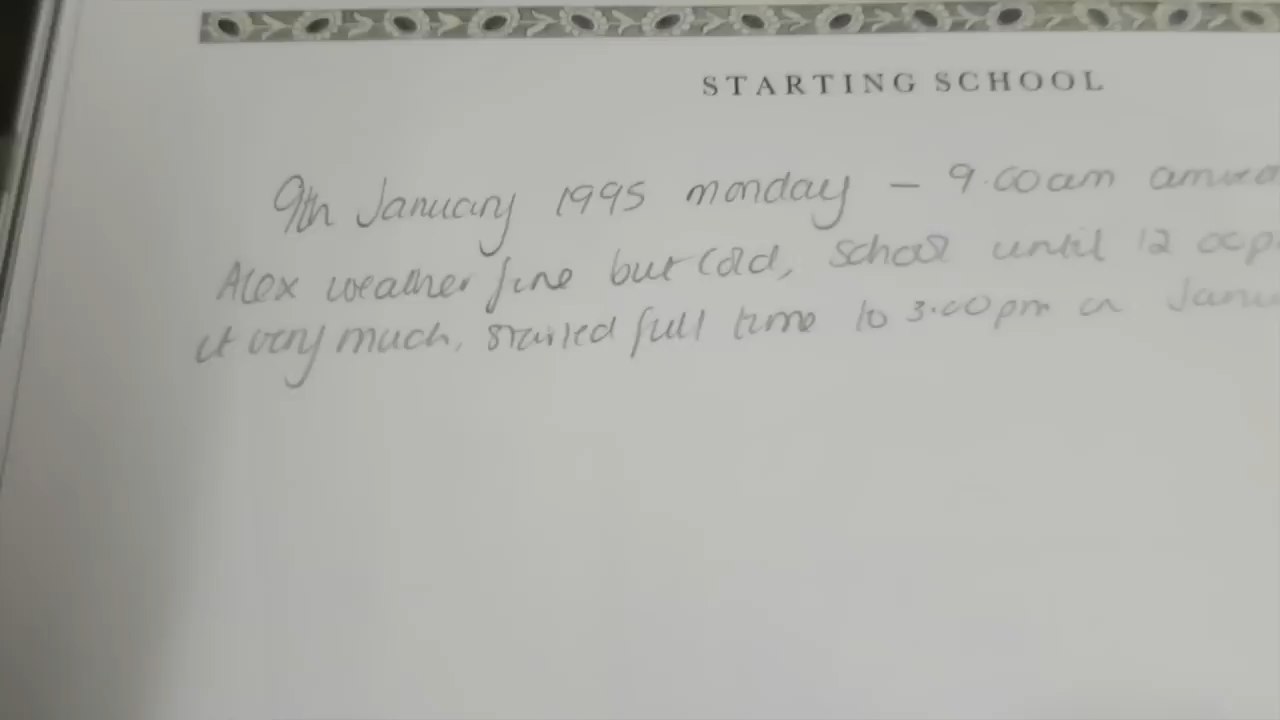 STARTING SCHOOL
9th January 1995 monday - 9.00am
Alex weather fine but cold, school until 12
it very much, started full time to 3.00pm on